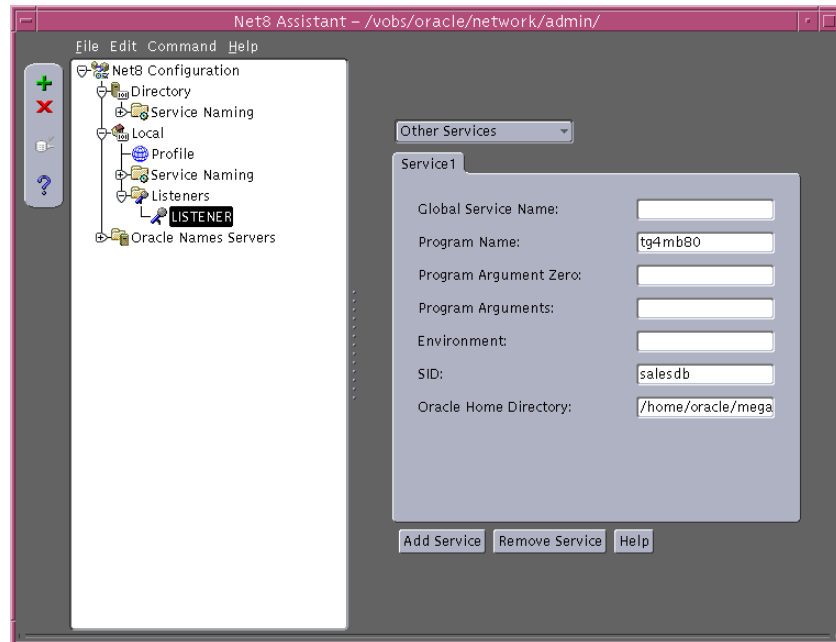 Net8 Assistant – /vobs/oracle/network/admin/
File Edit Command Help
Net8 Configuration
Directory
Service Naming
Local
Profile
Service Naming
Listeners
LISTENER
Oracle Names Servers
Other Services
Service1
Global Service Name:
Program Name: tg4mb80
Program Argument Zero:
Program Arguments:
Environment:
SID: salesdb
Oracle Home Directory: /home/oracle/mega
Add Service Remove Service Help